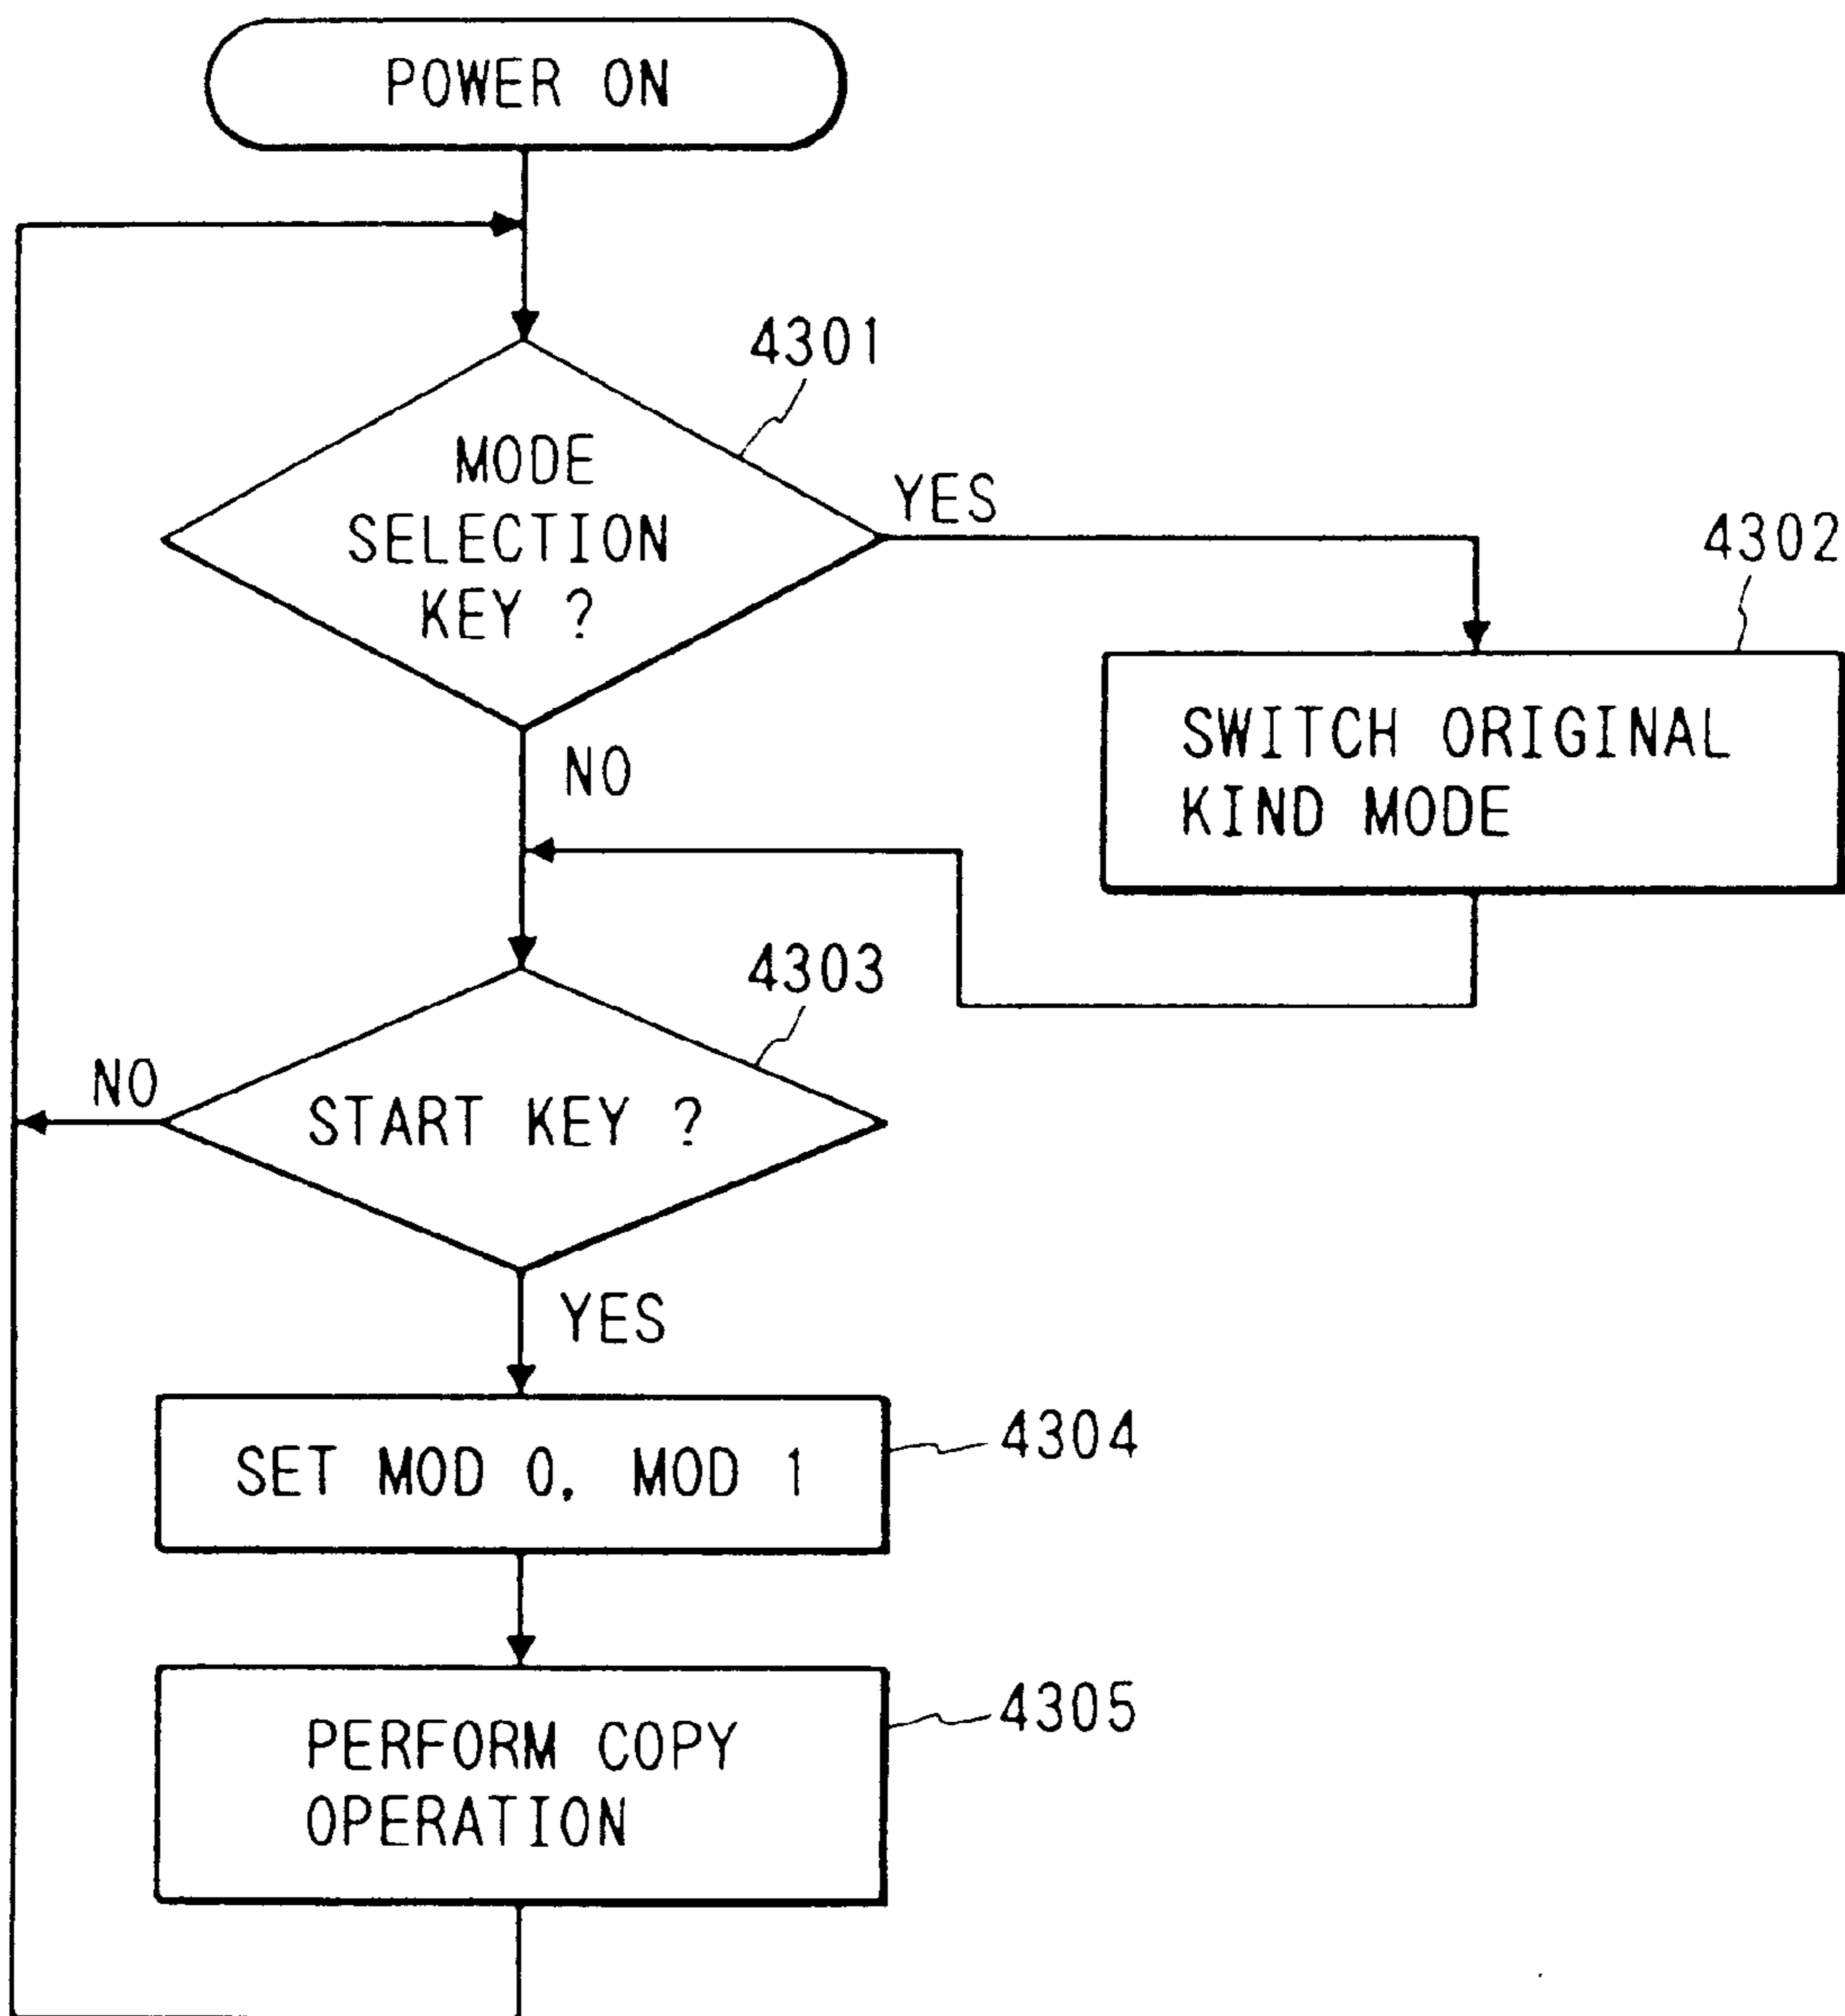 POWER ON
4301
MODE
SELECTION
KEY ?
YES
4302
SWITCH ORIGINAL
KIND MODE
NO
4303
NO
START KEY ?
YES
SET MOD 0, MOD 1
4304
4305
PERFORM COPY
OPERATION